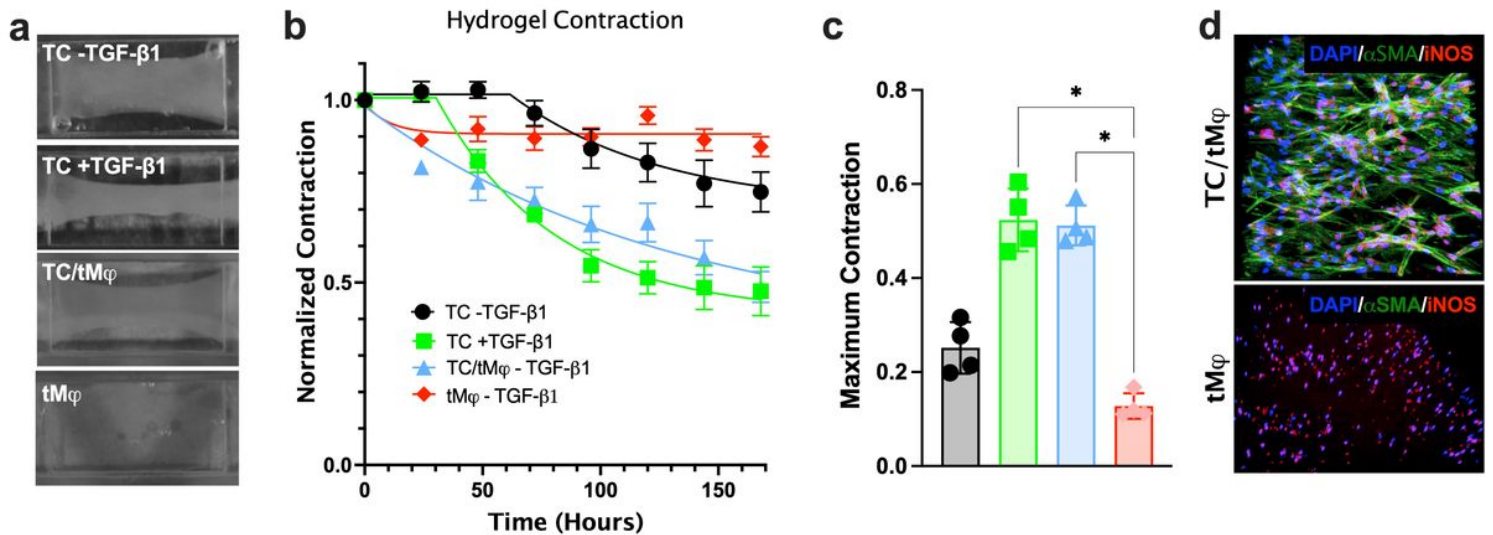 a
TC -TGF-β1
TC +TGF-β1
TC/tMφ
tMφ
b
Hydrogel Contraction
Normalized Contraction
1.0
0.5
0.0
TC -TGF-β1
TC +TGF-β1
TC/tMφ - TGF-β1
tMφ - TGF-β1
0
50
100
150
Time (Hours)
c
Maximum Contraction
0.8
0.6
0.4
0.2
0.0
*
*
d
TC/tMφ
DAPI/αSMA/iNOS
tMφ
DAPI/αSMA/iNOS